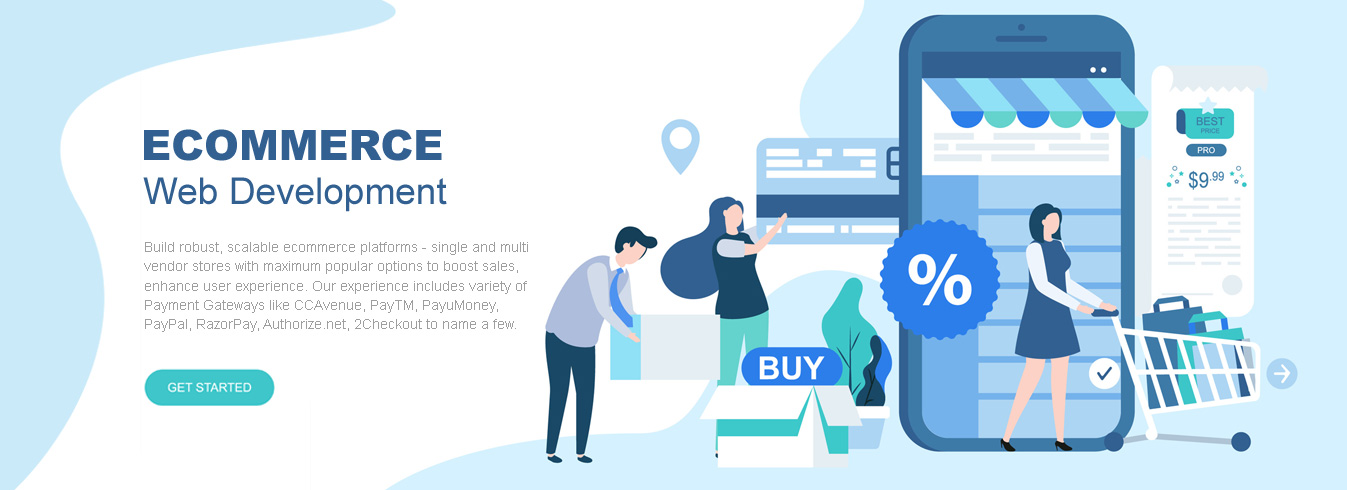 ECOMMERCE
Web Development
Build robust, scalable ecommerce platforms - single and multi
vendor stores with maximum popular options to boost sales,
enhance user experience. Our experience includes variety of
Payment Gateways like CCAvenue, PayTM, PayuMoney,
PayPal, RazorPay, Authorize.net, 2Checkout to name a few.
GET STARTED
BUY
%
BEST
PRICE
PRO
$9.99